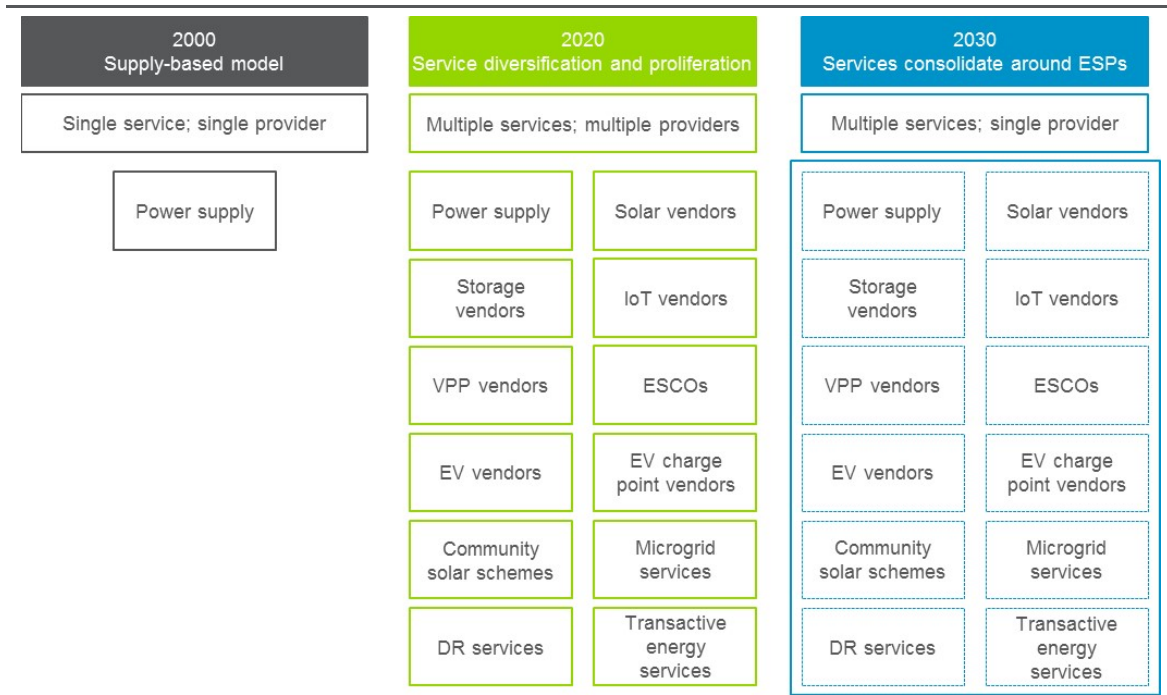 2000
Supply-based model
Single service; single provider
Power supply
2020
Service diversification and proliferation
Multiple services; multiple providers
Power supply
Solar vendors
Storage
vendors
IoT vendors
VPP vendors
ESCOs
EV vendors
EV charge
point vendors
Community
solar schemes
Microgrid
services
DR services
Transactive
energy
services
2030
Services consolidate around ESPs
Multiple services; single provider
Power supply
Solar vendors
Storage
vendors
IoT vendors
VPP vendors
ESCOs
EV vendors
EV charge
point vendors
Community
solar schemes
Microgrid
services
DR services
Transactive
energy
services